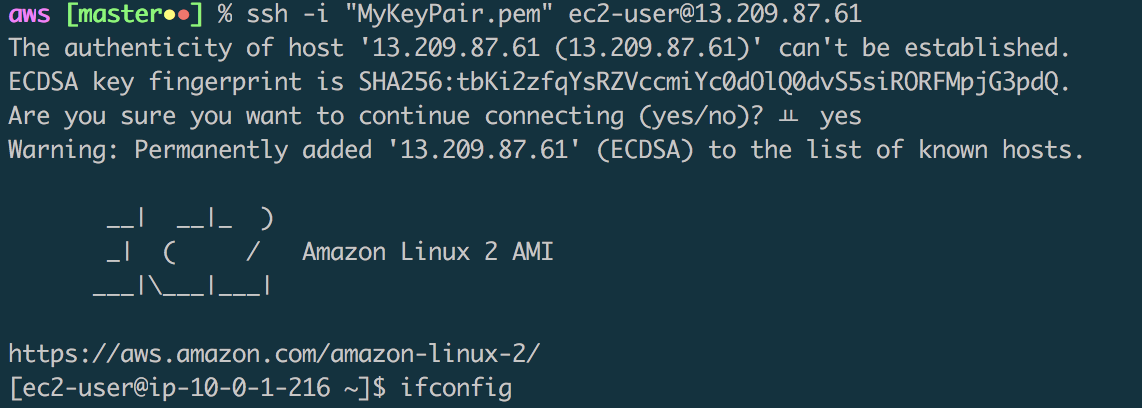 aws [master●●] % ssh -i "MyKeyPair.pem" ec2-user@13.209.87.61
The authenticity of host '13.209.87.61 (13.209.87.61)' can't be established.
ECDSA key fingerprint is SHA256:tbKi2zfqYsRZVccmiYc0dOlQ0dvS5siRORFMpjG3pdQ.
Are you sure you want to continue connecting (yes/no)? ㅛ yes
Warning: Permanently added '13.209.87.61' (ECDSA) to the list of known hosts.

       __|  __|_  )
       _|  (     /   Amazon Linux 2 AMI
      ___|\___|___|

https://aws.amazon.com/amazon-linux-2/
[ec2-user@ip-10-0-1-216 ~]$ ifconfig